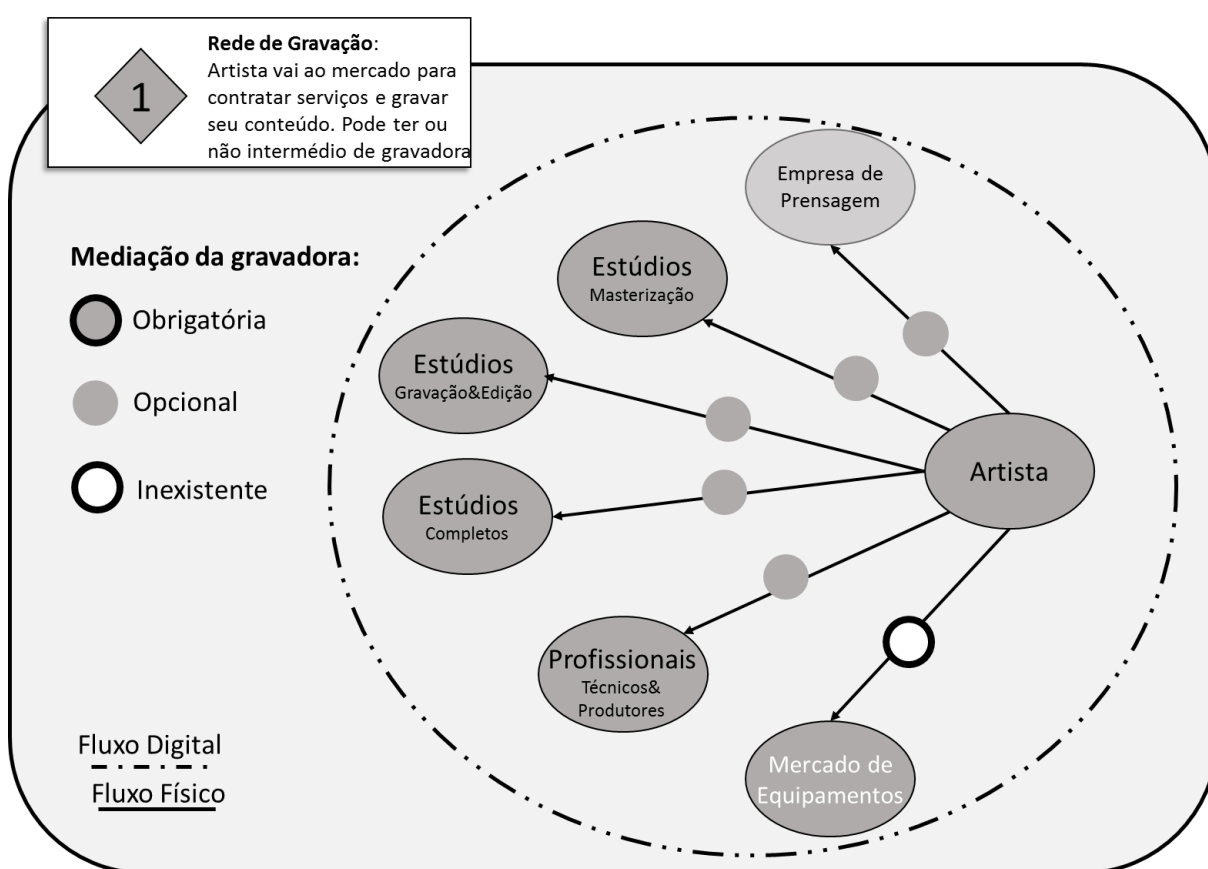 1
Rede de Gravação:
Artista vai ao mercado para
contratar serviços e gravar
seu conteúdo. Pode ter ou
não intermédio de gravadora
Mediação da gravadora:
Obrigatória
Opcional
Inexistente
Empresa de
Prensagem
Estúdios
Masterização
Estúdios
Gravação&Edição
Estúdios
Completos
Artista
Profissionais
Técnicos&
Produtores
Mercado de
Equipamentos
Fluxo Digital
Fluxo Físico